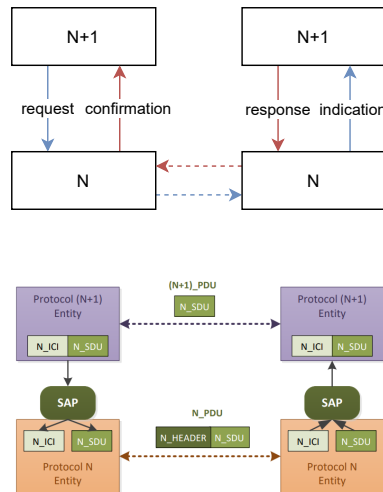 N+1 N+1
request confirmation response indication
N N
(N+1)_PDU
Protocol (N+1) Entity N_SDU Protocol (N+1) Entity
N_ICI N_SDU N_ICI N_SDU
SAP SAP
N_PDU
N_ICI N_SDU N_HEADER N_SDU N_ICI N_SDU
Protocol N Entity Protocol N Entity